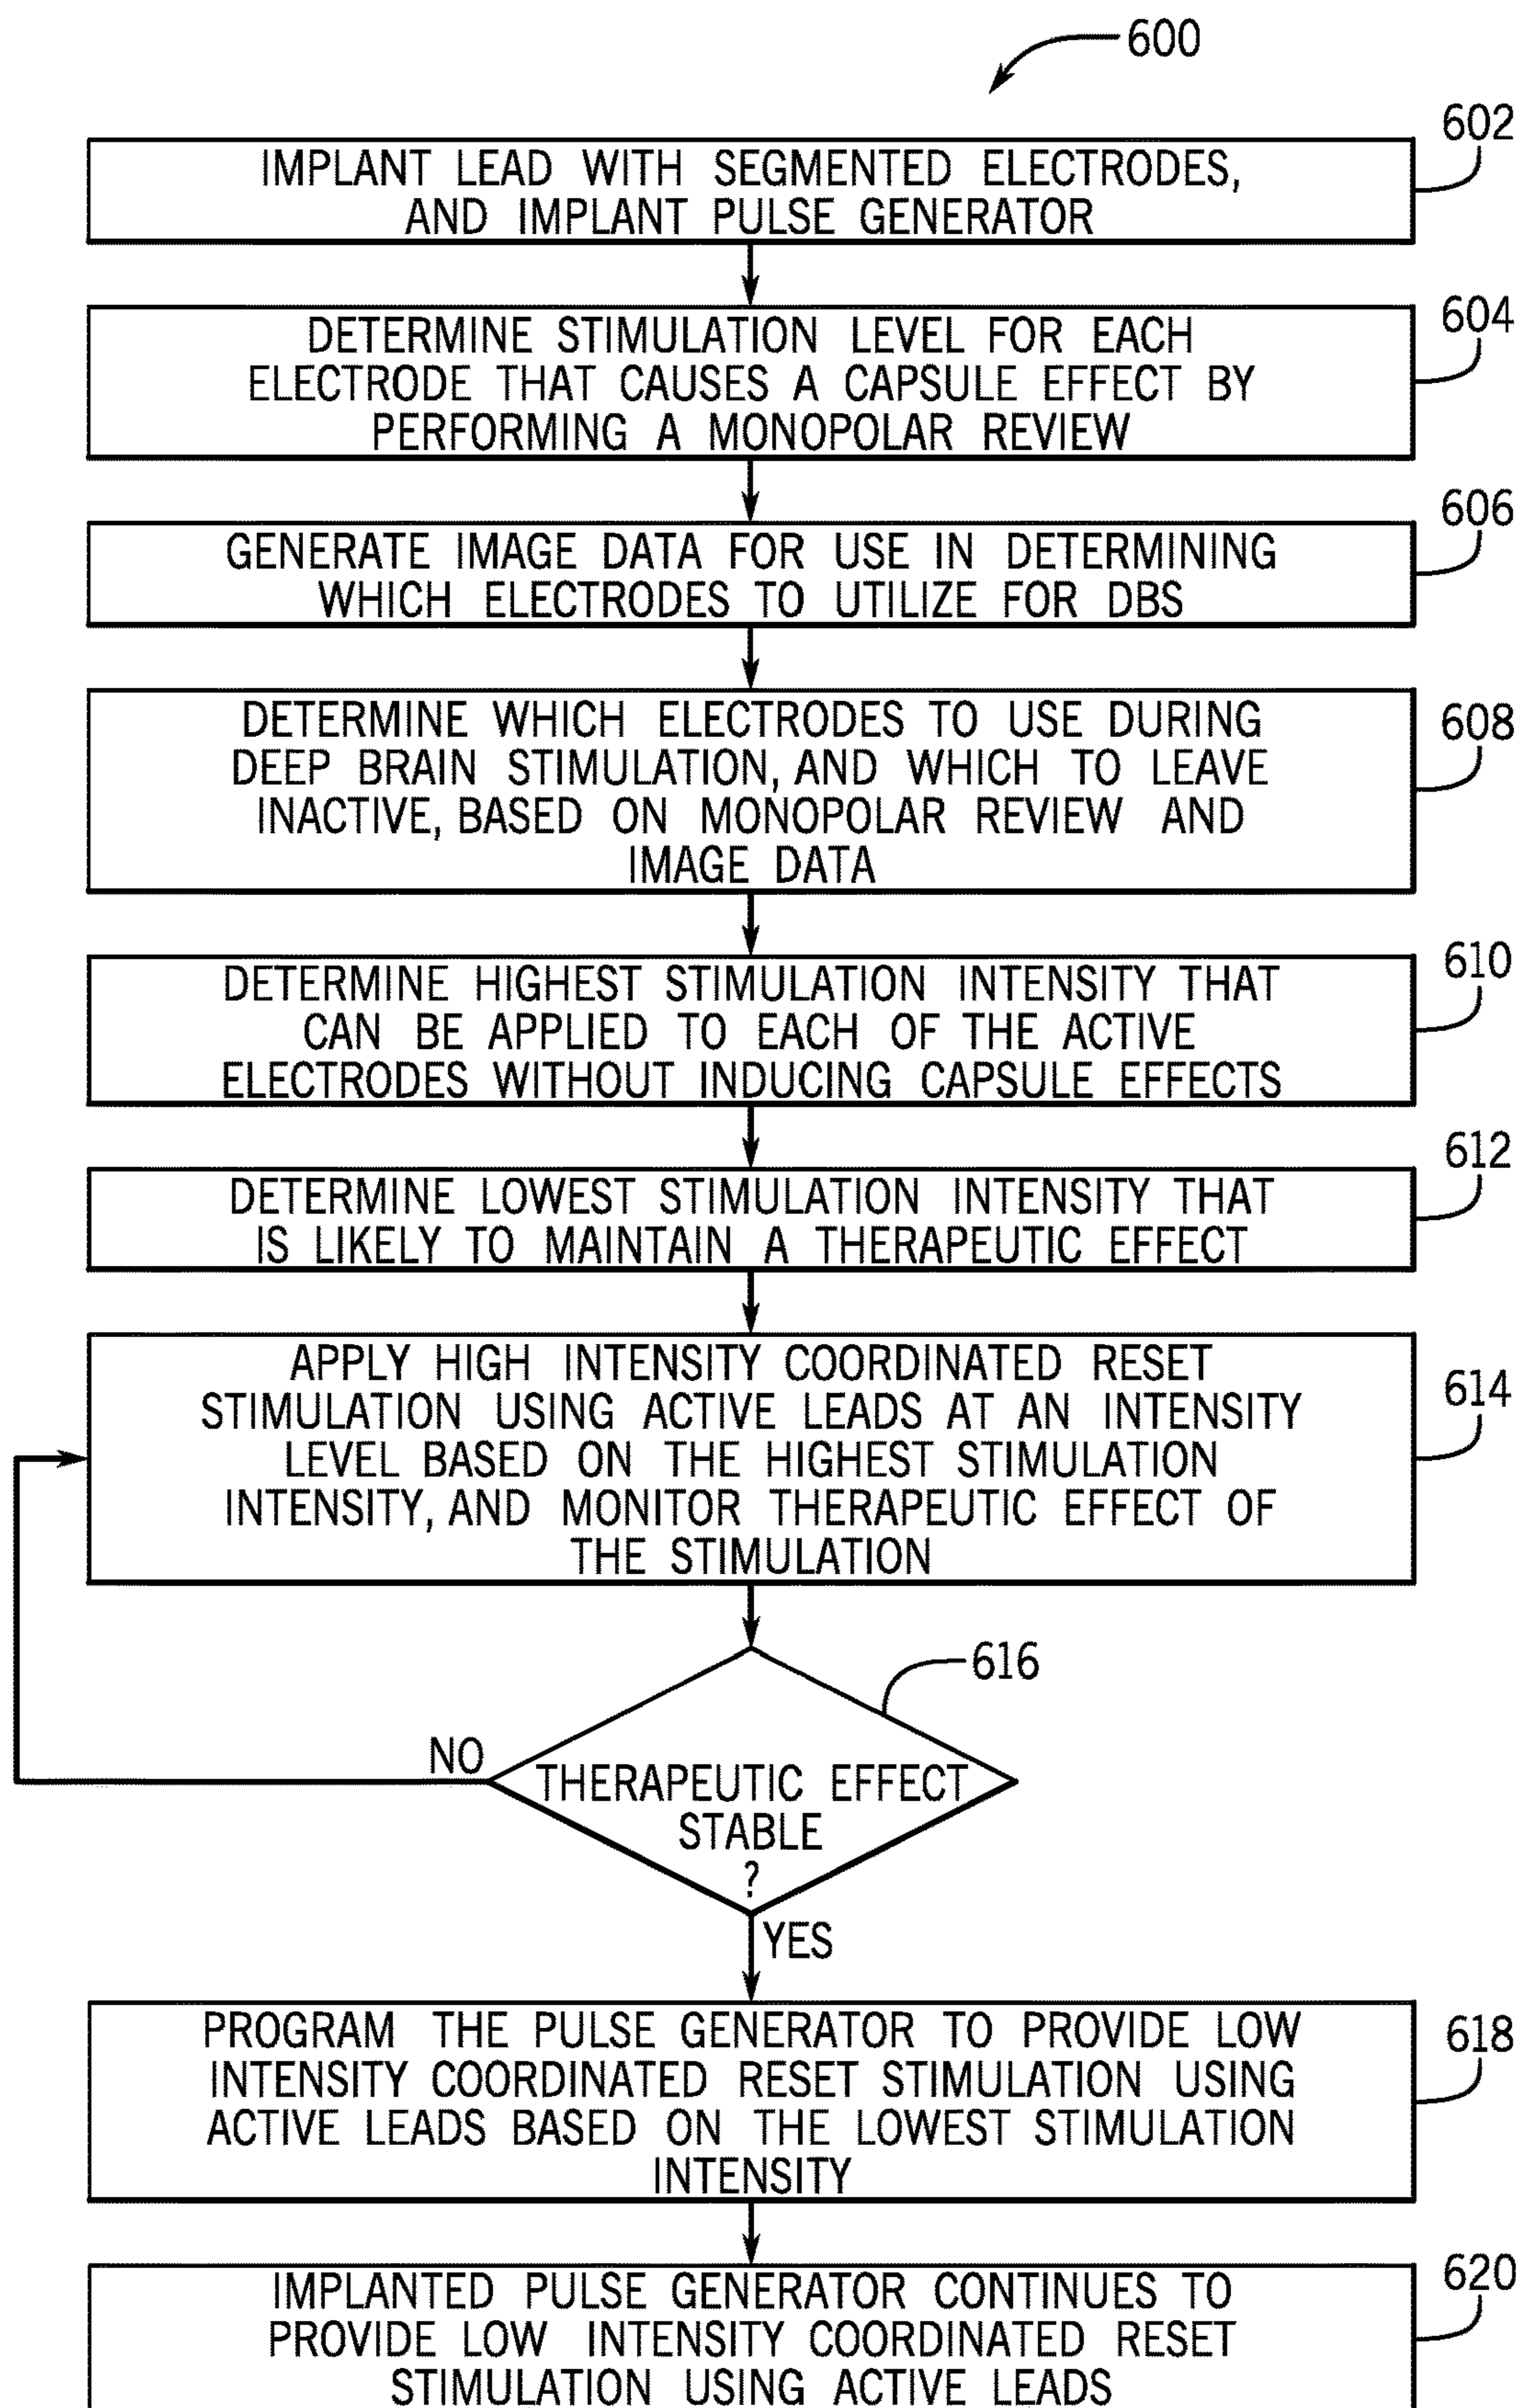 600
602
IMPLANT LEAD WITH SEGMENTED ELECTRODES,
AND IMPLANT PULSE GENERATOR
604
DETERMINE STIMULATION LEVEL FOR EACH
ELECTRODE THAT CAUSES A CAPSULE EFFECT BY
PERFORMING A MONOPOLAR REVIEW
606
GENERATE IMAGE DATA FOR USE IN DETERMINING
WHICH ELECTRODES TO UTILIZE FOR DBS
608
DETERMINE WHICH ELECTRODES TO USE DURING
DEEP BRAIN STIMULATION, AND WHICH TO LEAVE
INACTIVE, BASED ON MONOPOLAR REVIEW AND
IMAGE DATA
610
DETERMINE HIGHEST STIMULATION INTENSITY THAT
CAN BE APPLIED TO EACH OF THE ACTIVE
ELECTRODES WITHOUT INDUCING CAPSULE EFFECTS
612
DETERMINE LOWEST STIMULATION INTENSITY THAT
IS LIKELY TO MAINTAIN A THERAPEUTIC EFFECT
614
APPLY HIGH INTENSITY COORDINATED RESET
STIMULATION USING ACTIVE LEADS AT AN INTENSITY
LEVEL BASED ON THE HIGHEST STIMULATION
INTENSITY, AND MONITOR THERAPEUTIC EFFECT OF
THE STIMULATION
616
NO
THERAPEUTIC EFFECT
STABLE
?
YES
618
PROGRAM THE PULSE GENERATOR TO PROVIDE LOW
INTENSITY COORDINATED RESET STIMULATION USING
ACTIVE LEADS BASED ON THE LOWEST STIMULATION
INTENSITY
620
IMPLANTED PULSE GENERATOR CONTINUES TO
PROVIDE LOW INTENSITY COORDINATED RESET
STIMULATION USING ACTIVE LEADS